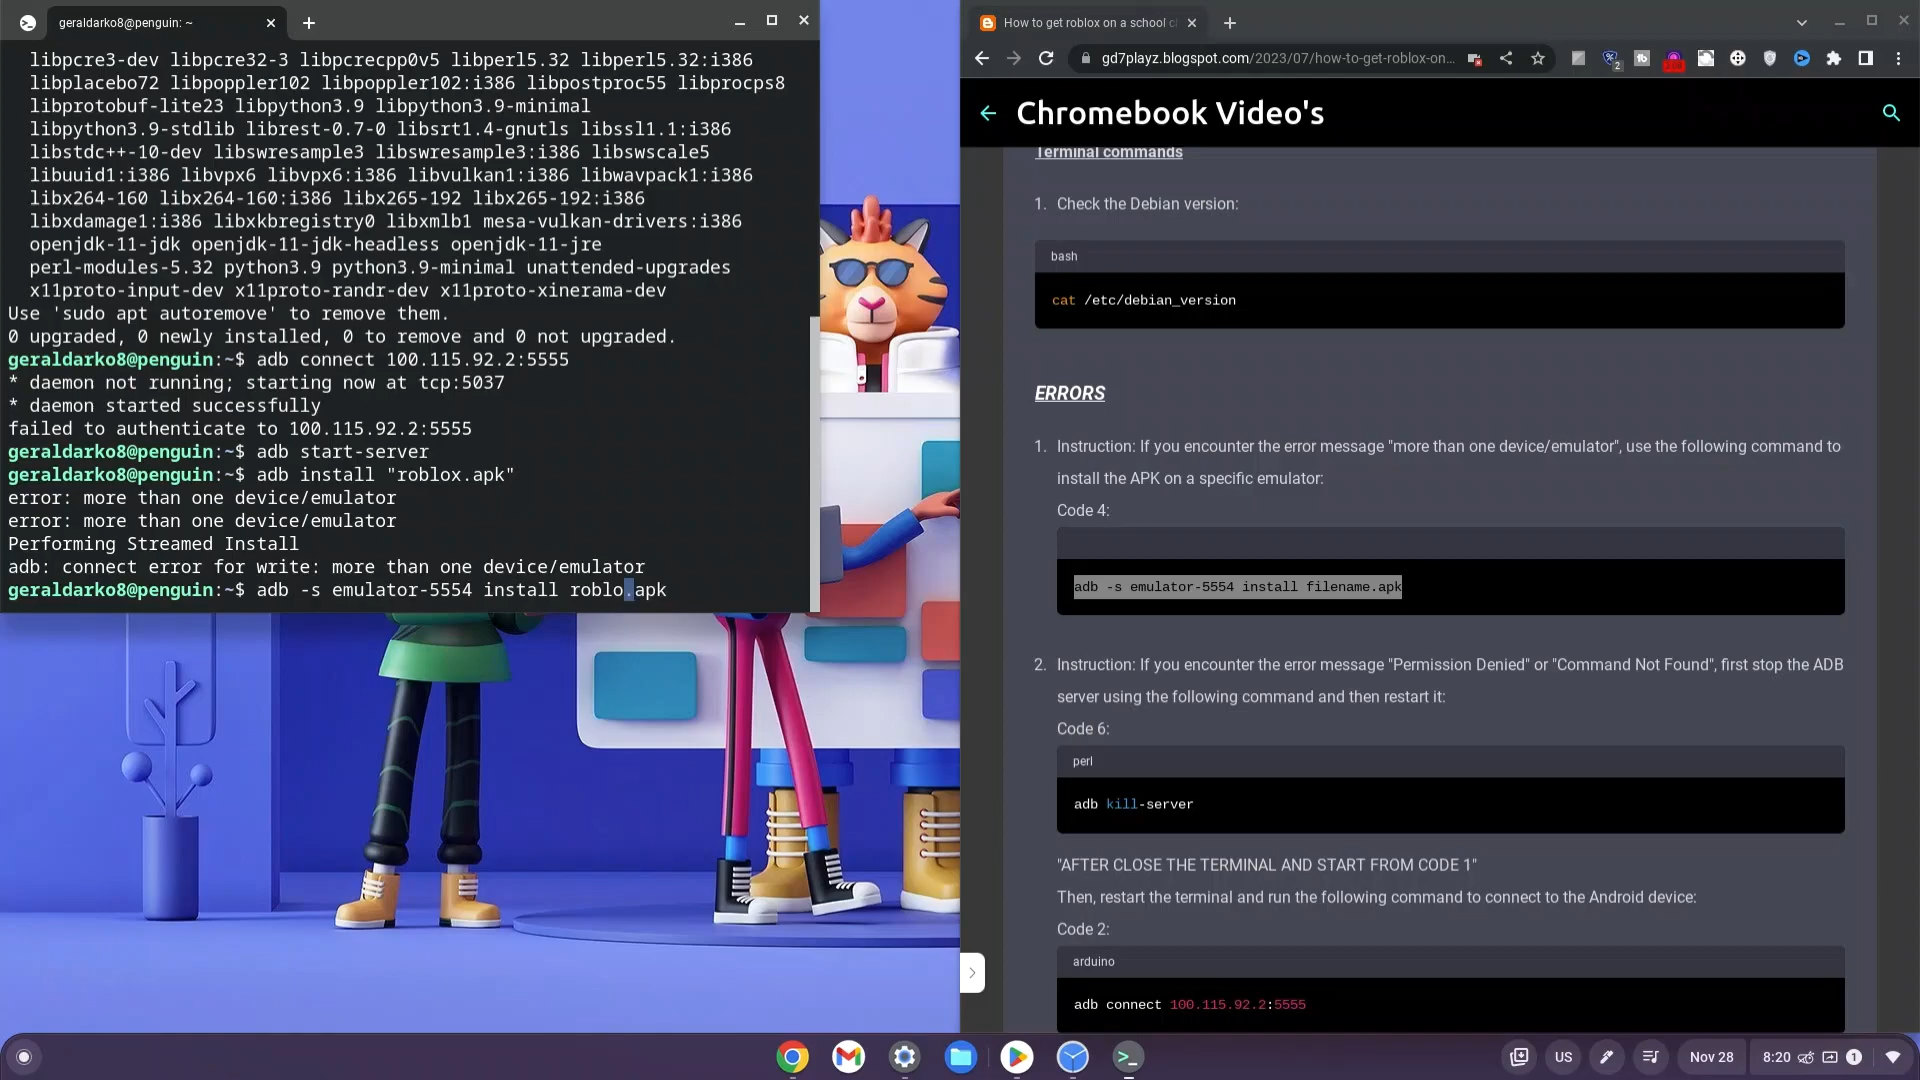 geraldarko8@penguin: ~
libpcre3-dev libpcre32-3 libpcrecpp0v5 libperl5.32 libperl5.32:i386
libplacebo72 libpoppler102 libpoppler102:i386 libpostproc55 libprocps8
libprotobuf-lite23 libpython3.9 libpython3.9-minimal
libpython3.9-stdlib librest-0.7-0 libsrt1.4-gnutls libssl1.1:i386
libstdc++-10-dev libswresample3 libswresample3:i386 libswscale5
libuuid1:i386 libvpx6 libvpx6:i386 libvulkan1:i386 libwavpack1:i386
libx264-160 libx264-160:i386 libx265-192 libx265-192:i386
libxdamage1:i386 libxkbregistry0 libxmlb1 mesa-vulkan-drivers:i386
openjdk-11-jdk openjdk-11-jdk-headless openjdk-11-jre
perl-modules-5.32 python3.9 python3.9-minimal unattended-upgrades
x11proto-input-dev x11proto-randr-dev x11proto-xinerama-dev
Use 'sudo apt autoremove' to remove them.
0 upgraded, 0 newly installed, 0 to remove and 0 not upgraded.
geraldarko8@penguin:~$ adb connect 100.115.92.2:5555
* daemon not running; starting now at tcp:5037
* daemon started successfully
failed to authenticate to 100.115.92.2:5555
geraldarko8@penguin:~$ adb start-server
geraldarko8@penguin:~$ adb install "roblox.apk"
error: more than one device/emulator
error: more than one device/emulator
Performing Streamed Install
adb: connect error for write: more than one device/emulator
geraldarko8@penguin:~$ adb -s emulator-5554 install roblo.apk
How to get roblox on a school c
gd7playz.blogspot.com/2023/07/how-to-get-roblox-on...
2
Chromebook Video's
Terminal commands
1. Check the Debian version:
bash
cat /etc/debian_version
ERRORS
1. Instruction: If you encounter the error message "more than one device/emulator", use the following command to
install the APK on a specific emulator:
Code 4:
adb -s emulator-5554 install filename.apk
2. Instruction: If you encounter the error message "Permission Denied" or "Command Not Found", first stop the ADB
server using the following command and then restart it:
Code 6:
perl
adb kill-server
"AFTER CLOSE THE TERMINAL AND START FROM CODE 1"
Then, restart the terminal and run the following command to connect to the Android device:
Code 2:
arduino
adb connect 100.115.92.2:5555
US
Nov 28
8:20
1